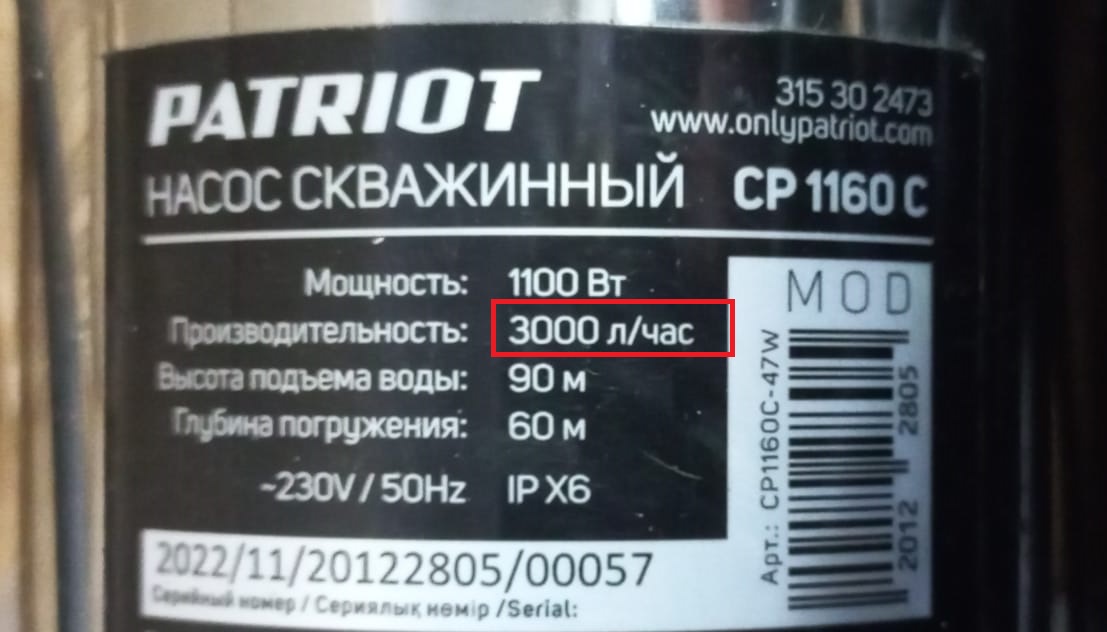 PATRIOT
315 30 2473
www.onlypatriot.com
НАСОС СКВАЖИННЫЙ CP 1160 C
Мощность: 1100 Вт
Производительность: 3000 л/час
Высота подъема воды: 90 м
Глубина погружения: 60 м
~230V / 50Hz IP X6
MOD
Арт.: CP1160C-47W
2012 2805
2022/11/20122805/00057
Серийный номер / Сериялық нөмір /Serial: